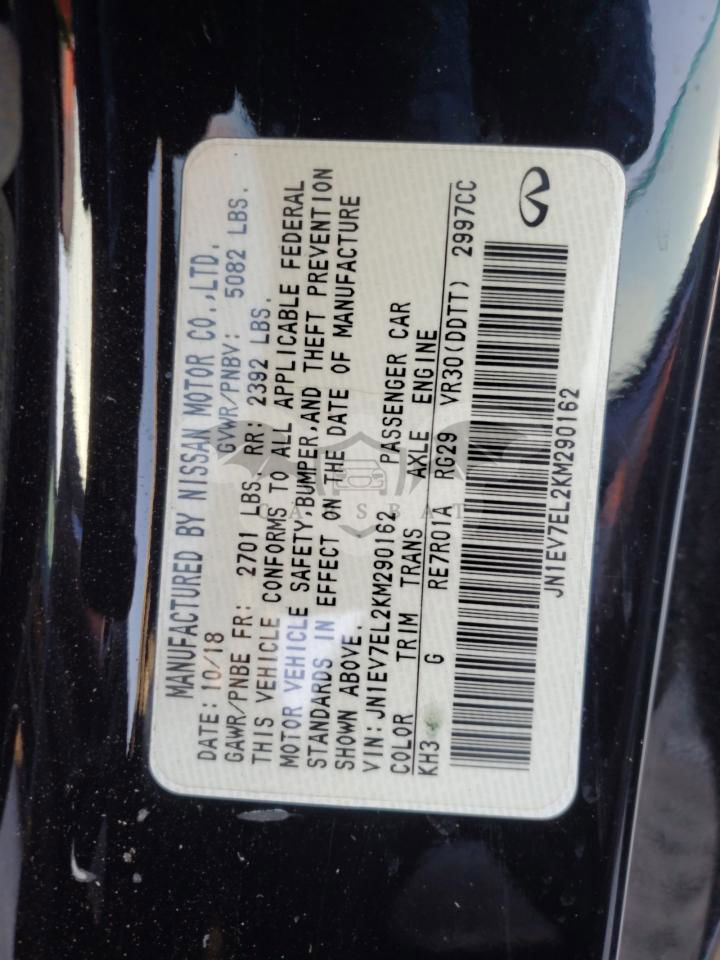 MANUFACTURED BY NISSAN MOTOR CO.,LTD.
DATE: 10/18 GVWR/PNBV: 5082 LBS.
GAWR/PNBE FR: 2701 LBS. RR: 2392 LBS.
THIS VEHICLE CONFORMS TO ALL APPLICABLE FEDERAL
MOTOR VEHICLE SAFETY,BUMPER,AND THEFT PREVENTION
STANDARDS IN EFFECT ON THE DATE OF MANUFACTURE
SHOWN ABOVE.
VIN:JN1EV7EL2KM290162 PASSENGER CAR
COLOR TRIM TRANS AXLE ENGINE
KH3 G RE7R01A RG29 VR30(DDTT) 2997CC
JN1EV7EL2KM290162